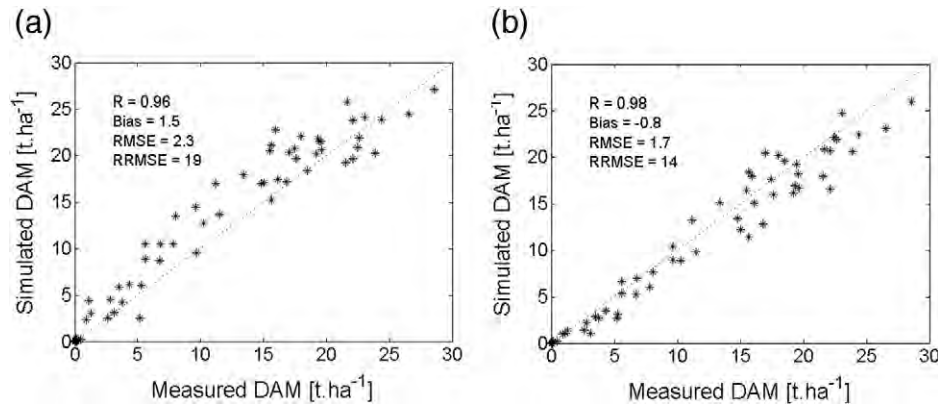 (a)
R = 0.96
Bias = 1.5
RMSE = 2.3
RRMSE = 19
Simulated DAM [t.ha⁻¹]
30
25
20
15
10
5
0
0 5 10 15 20 25 30
Measured DAM [t.ha⁻¹]
(b)
R = 0.98
Bias = -0.8
RMSE = 1.7
RRMSE = 14
Simulated DAM [t.ha⁻¹]
30
25
20
15
10
5
0
0 5 10 15 20 25 30
Measured DAM [t.ha⁻¹]